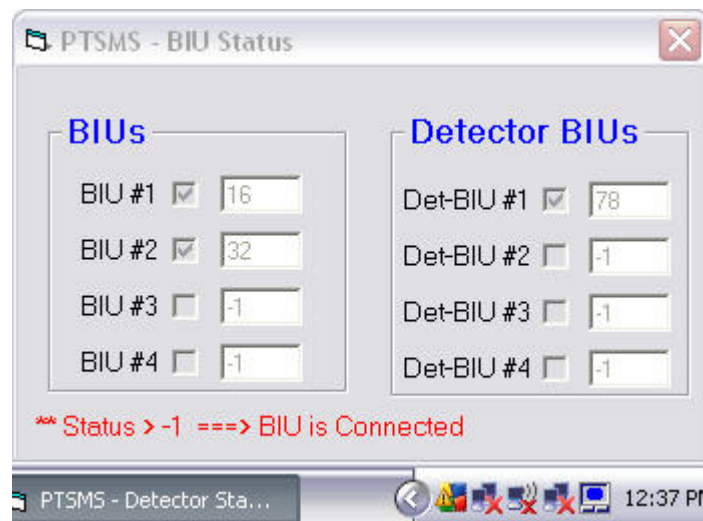 PTSMS - BIU Status
BIUs
BIU #1 16
BIU #2 32
BIU #3 -1
BIU #4 -1
Detector BIUs
Det-BIU #1 78
Det-BIU #2 -1
Det-BIU #3 -1
Det-BIU #4 -1
** Status > -1 ===> BIU is Connected
PTSMS - Detector Sta...
12:37 PM